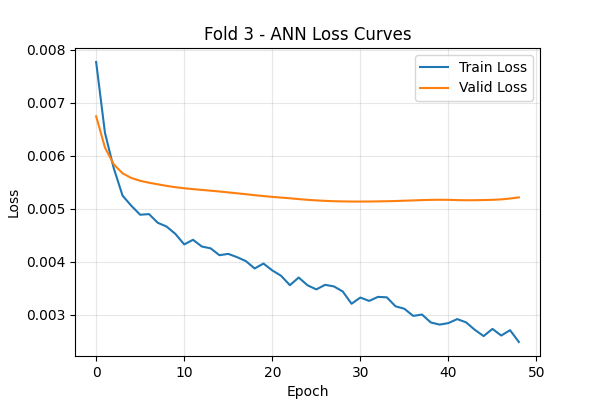 Fold 3 - ANN Loss Curves
Train Loss
Valid Loss
Loss
0.008
0.007
0.006
0.005
0.004
0.003
0 10 20 30 40 50
Epoch